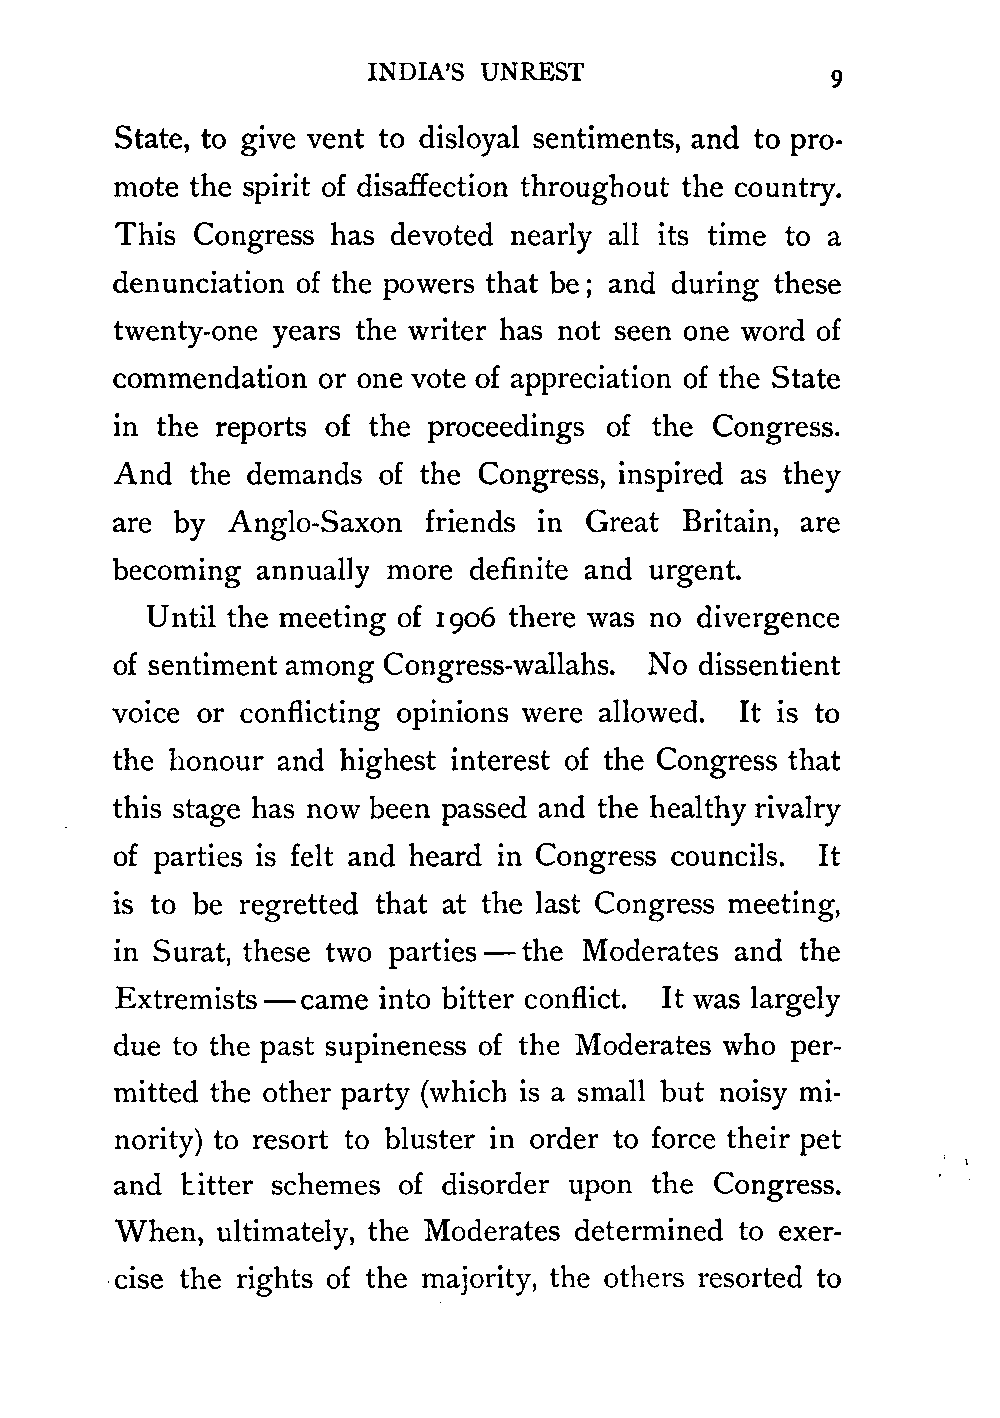 INDIA'S UNREST 9
State, to give vent to disloyal sentiments, and to pro-
mote the spirit of disaffection throughout the country.
This Congress has devoted nearly all its time to a
denunciation of the powers that be; and during these
twenty-one years the writer has not seen one word of
commendation or one vote of appreciation of the State
in the reports of the proceedings of the Congress.
And the demands of the Congress, inspired as they
are by Anglo-Saxon friends in Great Britain, are
becoming annually more definite and urgent.
Until the meeting of 1906 there was no divergence
of sentiment among Congress-wallahs. No dissentient
voice or conflicting opinions were allowed. It is to
the honour and highest interest of the Congress that
this stage has now been passed and the healthy rivalry
of parties is felt and heard in Congress councils. It
is to be regretted that at the last Congress meeting,
in Surat, these two parties — the Moderates and the
Extremists — came into bitter conflict. It was largely
due to the past supineness of the Moderates who per-
mitted the other party (which is a small but noisy mi-
nority) to resort to bluster in order to force their pet
and bitter schemes of disorder upon the Congress.
When, ultimately, the Moderates determined to exer-
cise the rights of the majority, the others resorted to